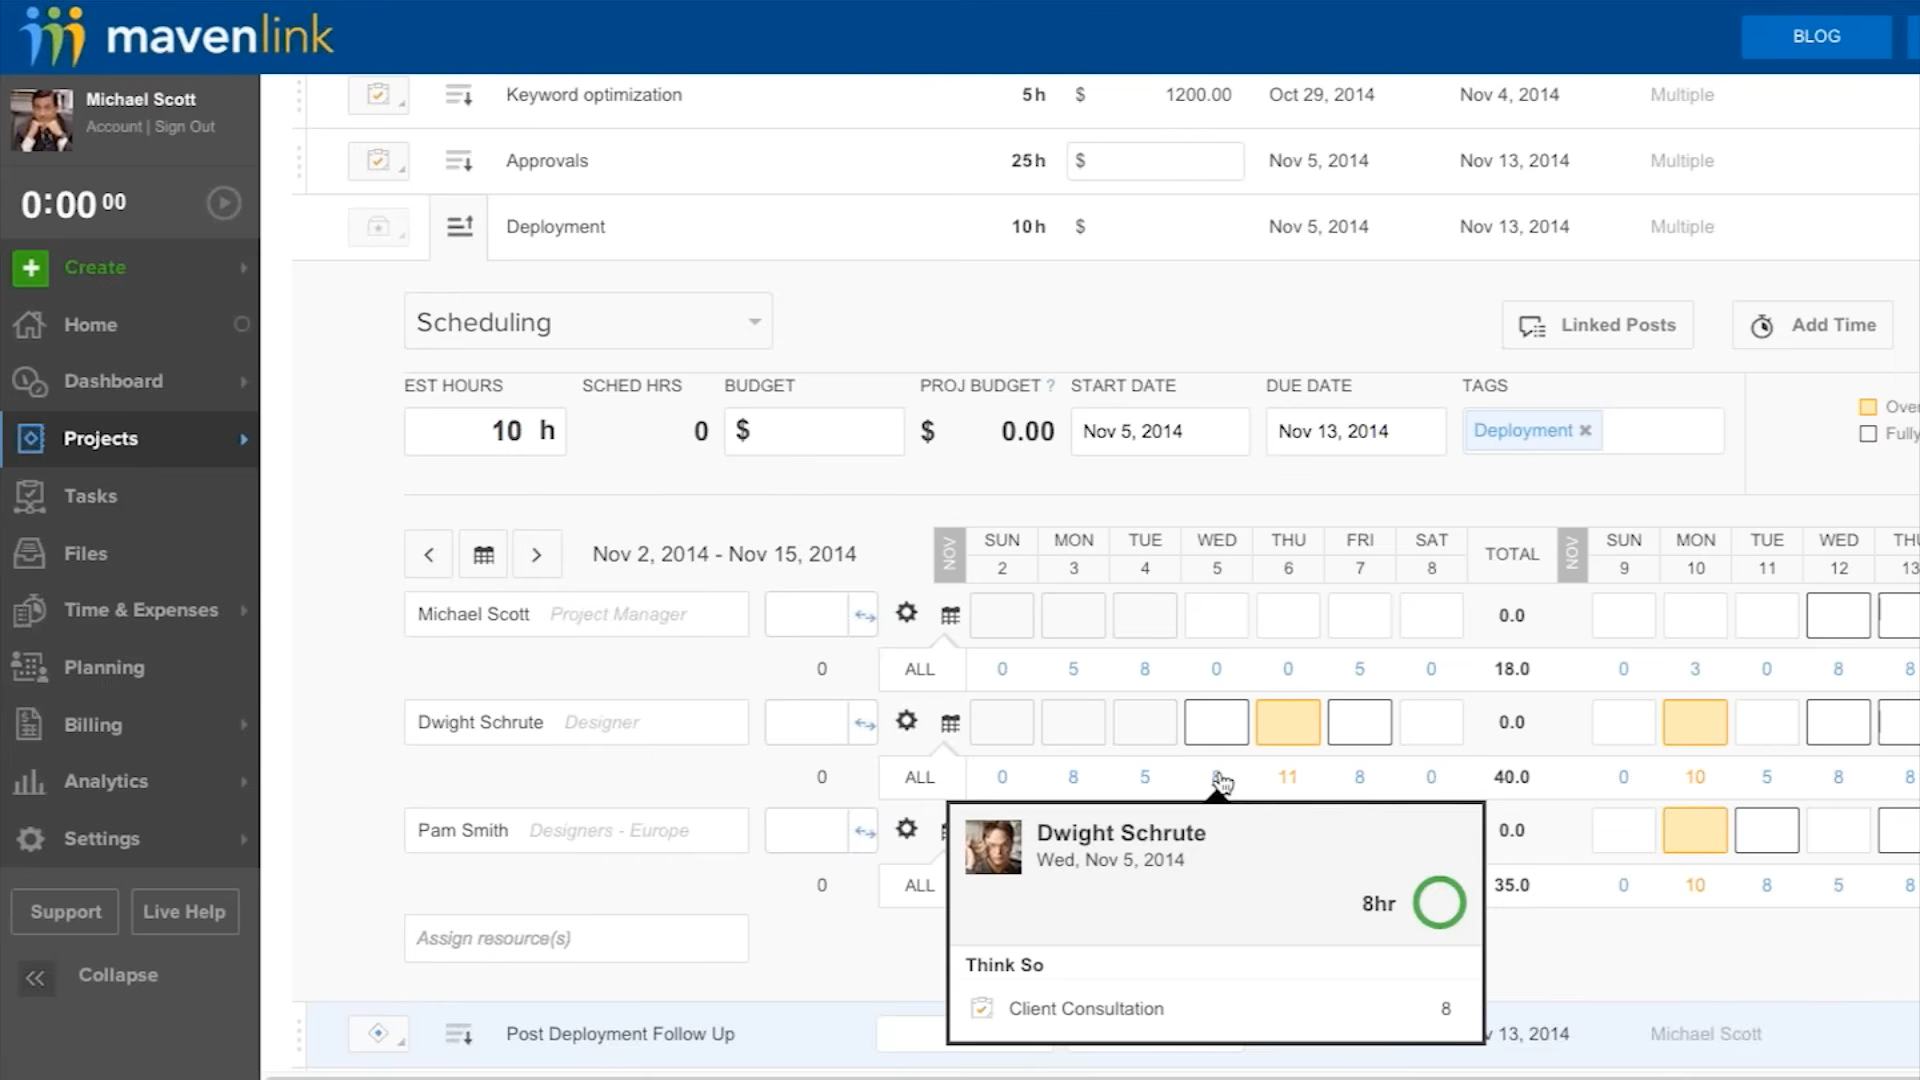 mavenlink
BLOG
Michael Scott
Account | Sign Out
0:00 00
Create
Home
Dashboard
Projects
Tasks
Files
Time & Expenses
Planning
Billing
Analytics
Settings
Support Live Help
Collapse
Keyword optimization 5h $ 1200.00 Oct 29, 2014 Nov 4, 2014 Multiple
Approvals 25h $ Nov 5, 2014 Nov 13, 2014 Multiple
Deployment 10h $ Nov 5, 2014 Nov 13, 2014 Multiple
Scheduling Linked Posts Add Time
EST HOURS SCHED HRS BUDGET PROJ BUDGET ? START DATE DUE DATE TAGS
10 h 0 $ $ 0.00 Nov 5, 2014 Nov 13, 2014 Deployment ×
Over
Fully
Nov 2, 2014 - Nov 15, 2014
NOV SUN MON TUE WED THU FRI SAT TOTAL NOV SUN MON TUE WED THU
2 3 4 5 6 7 8 9 10 11 12 13
Michael Scott Project Manager 0.0
0 ALL 0 5 8 0 0 5 0 18.0 0 3 0 8 8
Dwight Schrute Designer 0.0
0 ALL 0 8 5 11 8 0 40.0 0 10 5 8 8
Pam Smith Designers - Europe 0.0
0 ALL 35.0 0 10 8 5 8
Assign resource(s)
Dwight Schrute
Wed, Nov 5, 2014
8hr
Think So
Client Consultation 8
Post Deployment Follow Up 13, 2014 Michael Scott